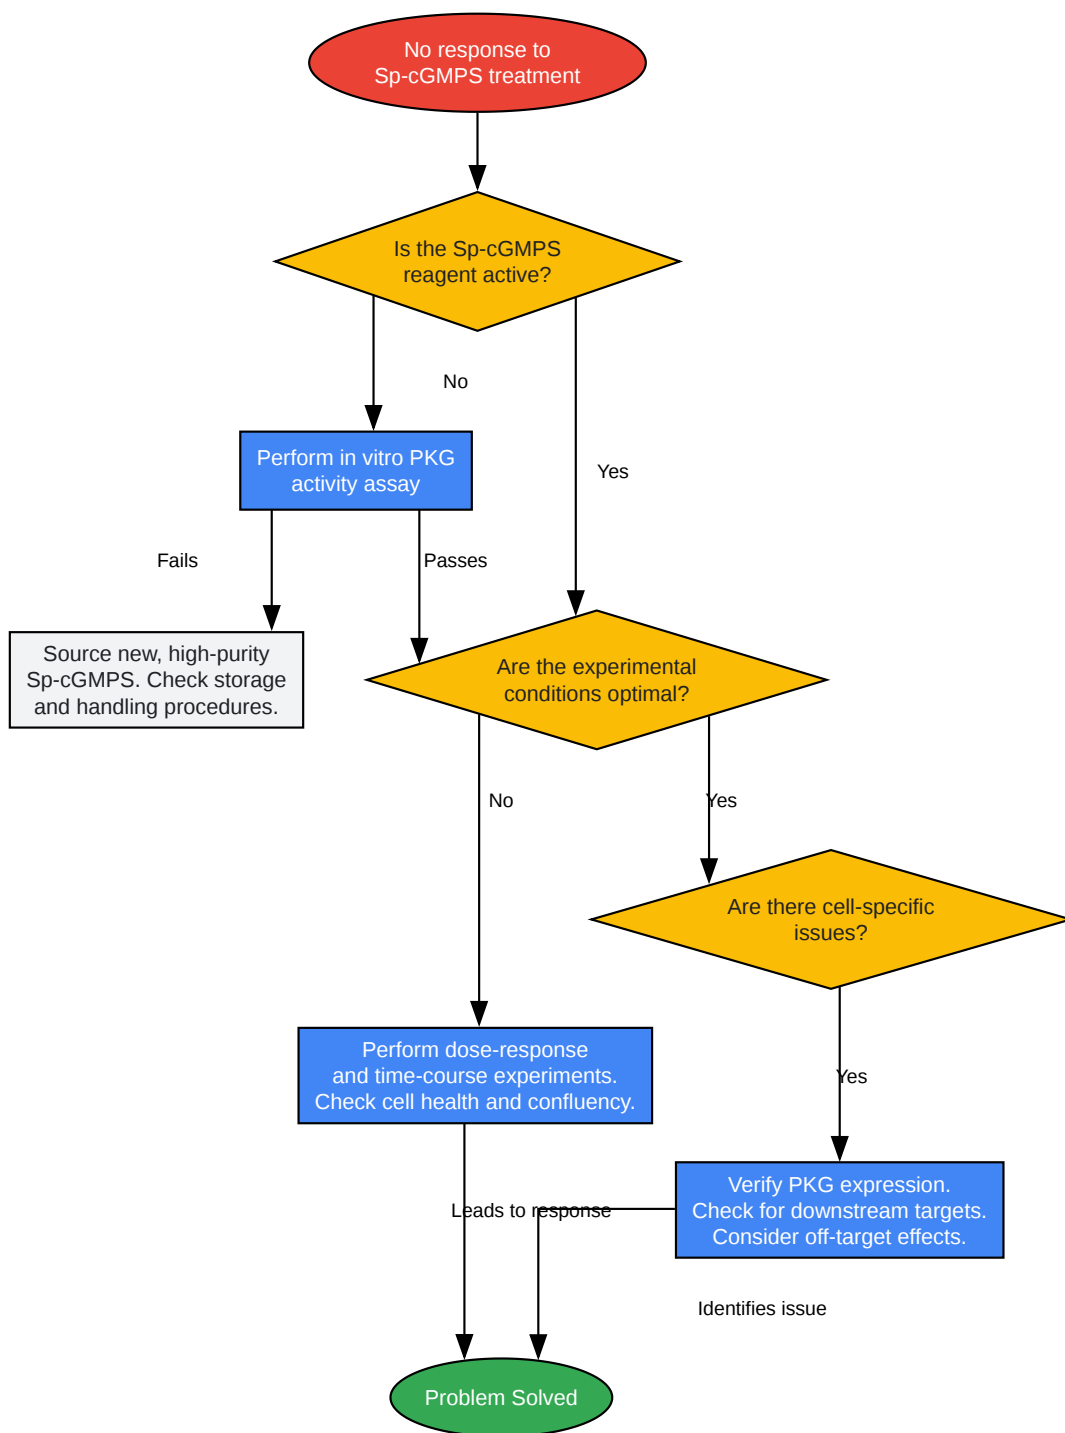 No response to
Sp-cGMPS treatment
Is the Sp-cGMPS
reagent active?
No
Perform in vitro PKG
activity assay
Yes
Fails
Passes
Source new, high-purity
Sp-cGMPS. Check storage
and handling procedures.
Are the experimental
conditions optimal?
No
Yes
Are there cell-specific
issues?
Perform dose-response
and time-course experiments.
Check cell health and confluency.
Yes
Verify PKG expression.
Check for downstream targets.
Consider off-target effects.
Leads to response
Identifies issue
Problem Solved